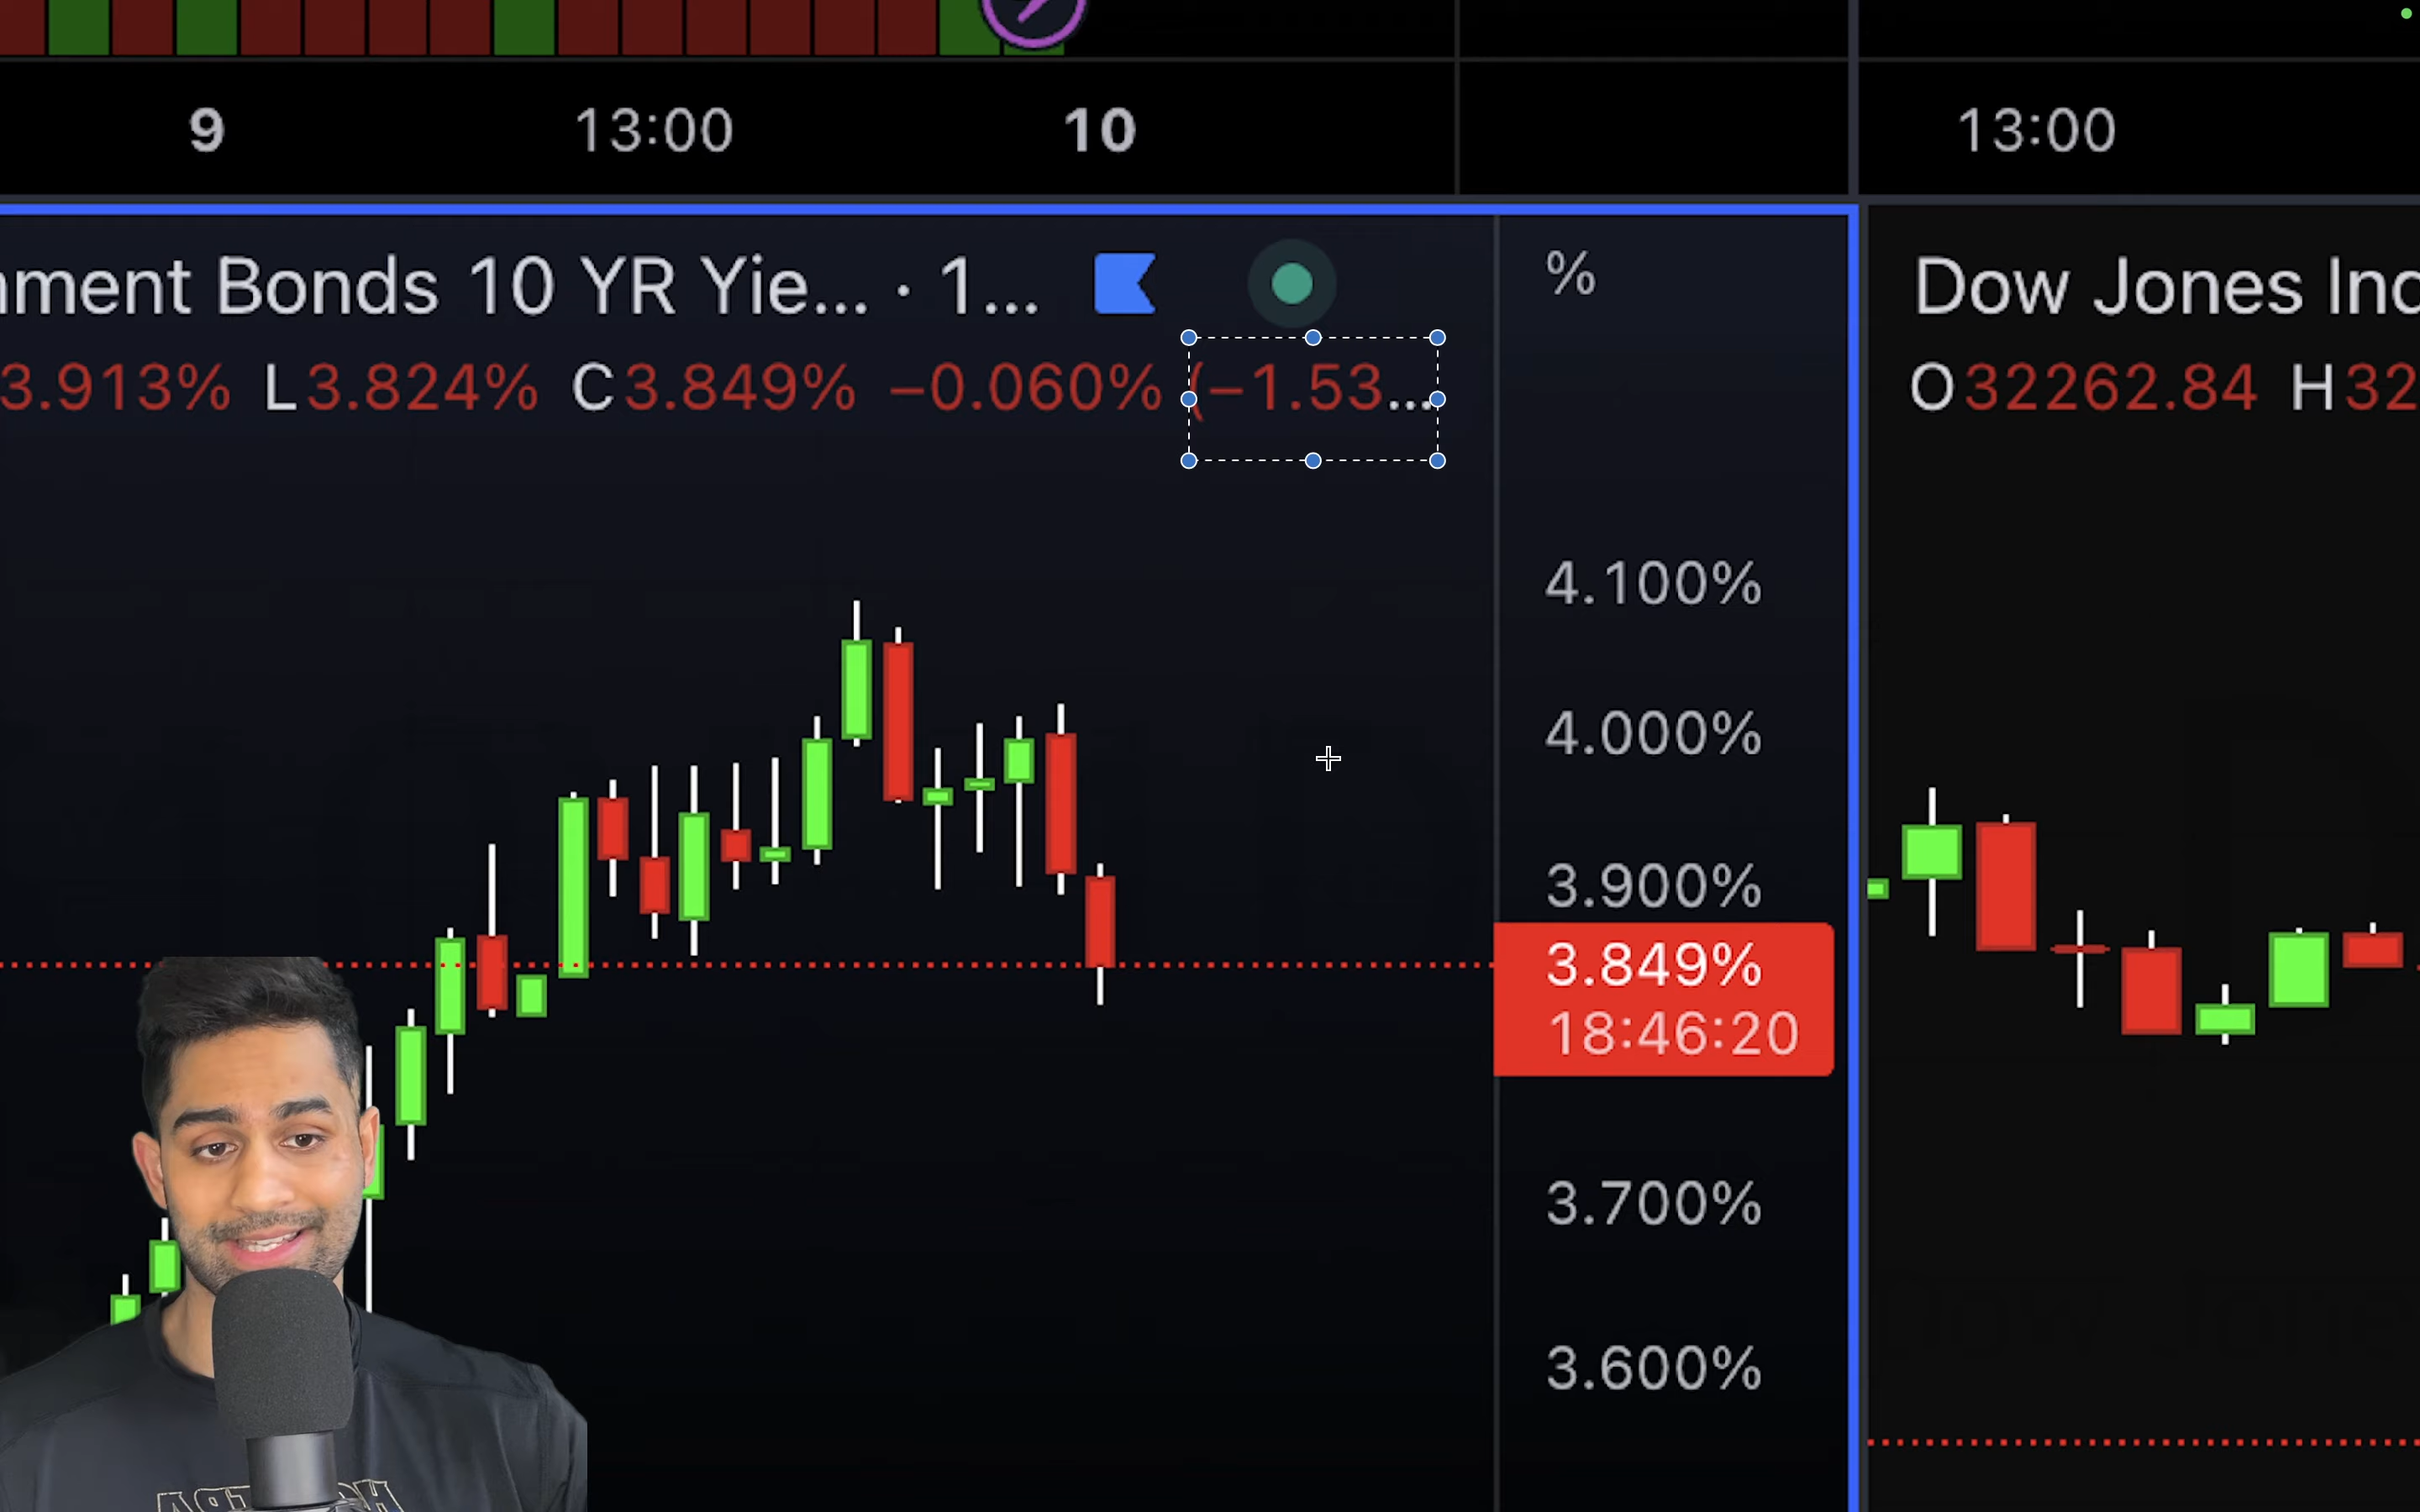 9 13:00 10 13:00
nment Bonds 10 YR Yie... · 1... % Dow Jones Ind
3.913% L3.824% C3.849% −0.060% (−1.53... O32262.84 H32
4.100%
4.000%
3.900%
3.849%
18:46:20
3.700%
3.600%